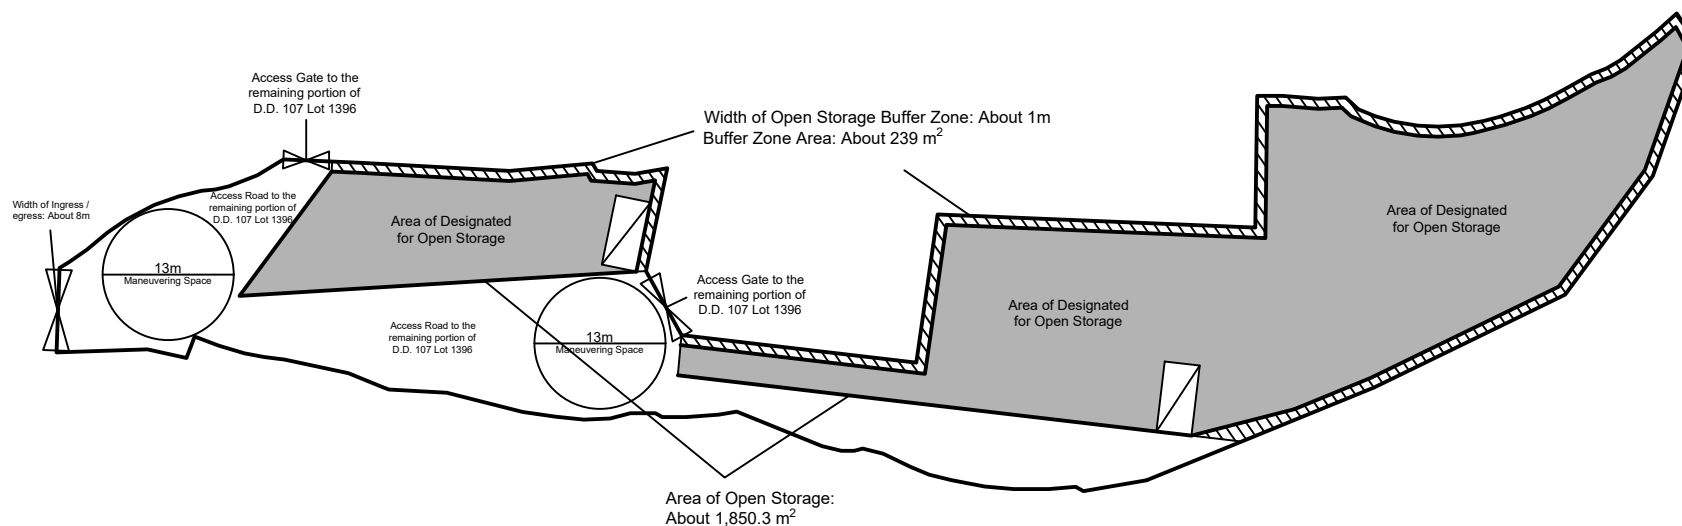 Access Gate to the
remaining portion of
D.D. 107 Lot 1396
Width of Open Storage Buffer Zone: About 1m
Buffer Zone Area: About 239 m²
Width of Ingress /
egress: About 8m
Access Road to the
remaining portion of
D.D. 107 Lot 1396
Area of Designated
for Open Storage
Area of Designated
for Open Storage
13m
Maneuvering Space
Access Gate to the
remaining portion of
D.D. 107 Lot 1396
Area of Designated
for Open Storage
Access Road to the
remaining portion of
D.D. 107 Lot 1396
13m
Maneuvering Space
Area of Open Storage:
About 1,850.3 m²